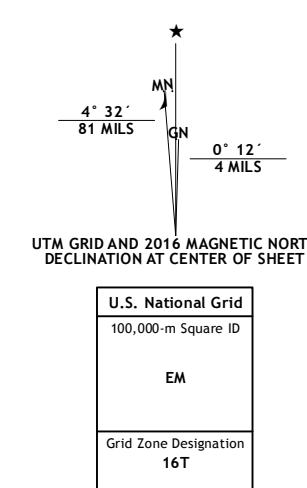 ★
MN
4° 32´
81 MILS
GN
0° 12´
4 MILS
UTM GRID AND 2016 MAGNETIC NORT
DECLINATION AT CENTER OF SHEET
U.S. National Grid
100,000-m Square ID
EM
Grid Zone Designation
16T